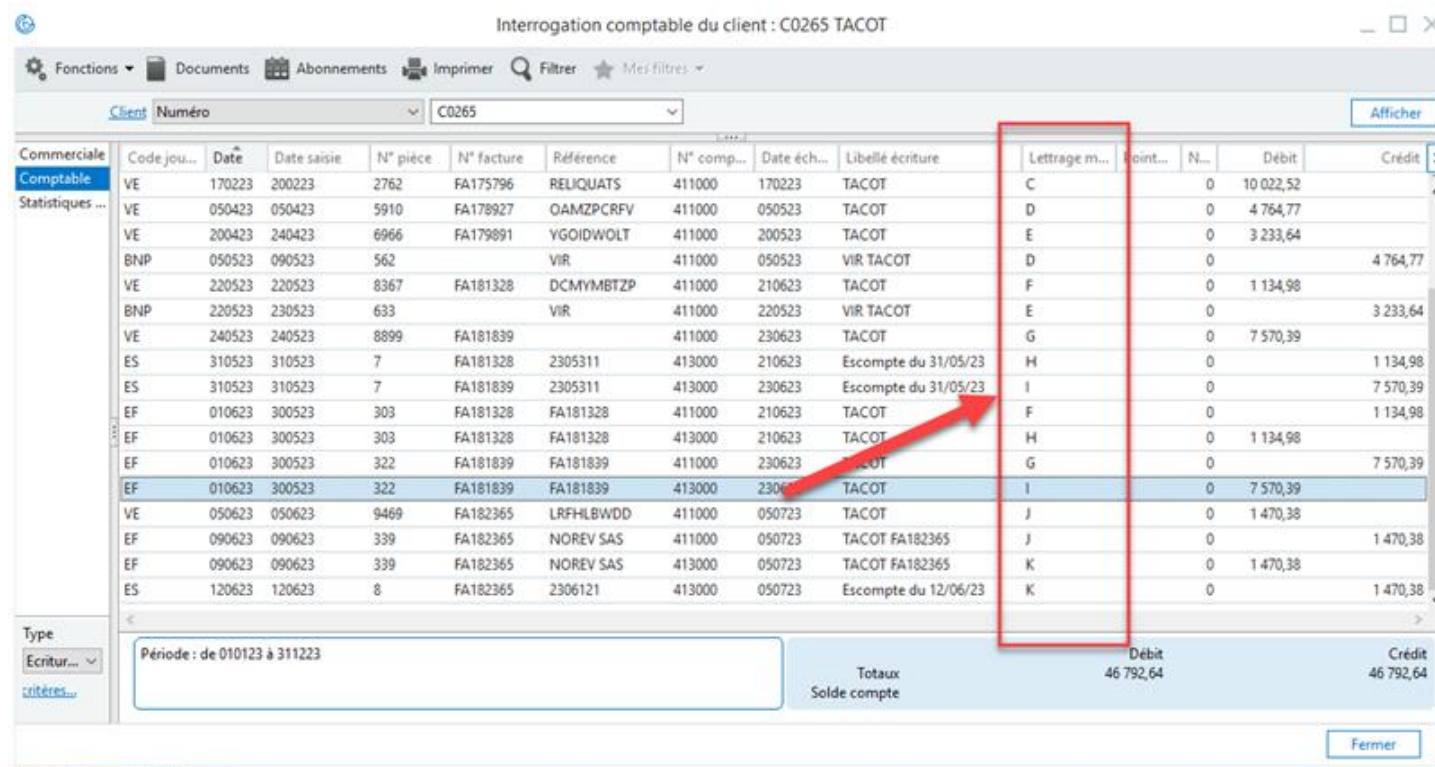 Interrogation comptable du client : C0265 TACOT
Fonctions Documents Abonnements Imprimer Filtrer Mes filtres
Client Numéro C0265 Afficher
Commerciale
Comptable
Statistiques ...
Code jou... Date Date saisie N° pièce N° facture Référence N° comp... Date éch... Libellé écriture Lettrage m... Point... N... Débit Crédit
VE 170223 200223 2762 FA175796 RELIQUATS 411000 170223 TACOT C 0 10 022,52
VE 050423 050423 5910 FA178927 OAMZPCRFV 411000 050523 TACOT D 0 4 764,77
VE 200423 240423 6966 FA179891 YGOIDWOLT 411000 200523 TACOT E 0 3 233,64
BNP 050523 090523 562 VIR 411000 050523 VIR TACOT D 0 4 764,77
VE 220523 220523 8367 FA181328 DCMYMBTZP 411000 210623 TACOT F 0 1 134,98
BNP 220523 230523 633 VIR 411000 220523 VIR TACOT E 0 3 233,64
VE 240523 240523 8899 FA181839 411000 230623 TACOT G 0 7 570,39
ES 310523 310523 7 FA181328 2305311 413000 210623 Escompte du 31/05/23 H 0 1 134,98
ES 310523 310523 7 FA181839 2305311 413000 230623 Escompte du 31/05/23 I 0 7 570,39
EF 010623 300523 303 FA181328 FA181328 411000 210623 TACOT F 0 1 134,98
EF 010623 300523 303 FA181328 FA181328 413000 210623 TACOT H 0 1 134,98
EF 010623 300523 322 FA181839 FA181839 411000 230623 TACOT G 0 7 570,39
EF 010623 300523 322 FA181839 FA181839 413000 TACOT I 0 7 570,39
VE 050623 050623 9469 FA182365 LRFHLBWDD 411000 050723 TACOT J 0 1 470,38
EF 090623 090623 339 FA182365 NOREV SAS 411000 050723 TACOT FA182365 J 0 1 470,38
EF 090623 090623 339 FA182365 NOREV SAS 413000 050723 TACOT FA182365 K 0 1 470,38
ES 120623 120623 8 FA182365 2306121 413000 050723 Escompte du 12/06/23 K 0 1 470,38
Type
Ecritur...
critères...
Période : de 010123 à 311223
Débit Crédit
Totaux 46 792,64 46 792,64
Solde compte
Fermer